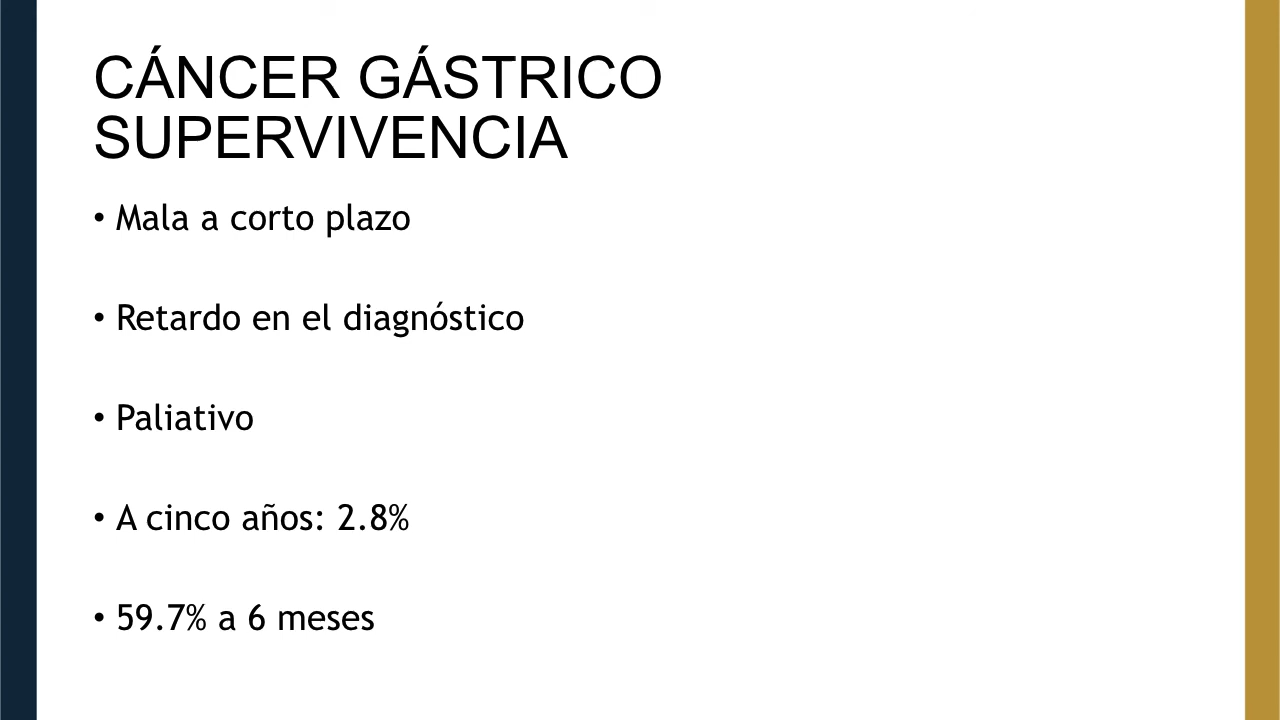 CÁNCER GÁSTRICO
SUPERVIVENCIA
• Mala a corto plazo
• Retardo en el diagnóstico
• Paliativo
• A cinco años: 2.8%
• 59.7% a 6 meses